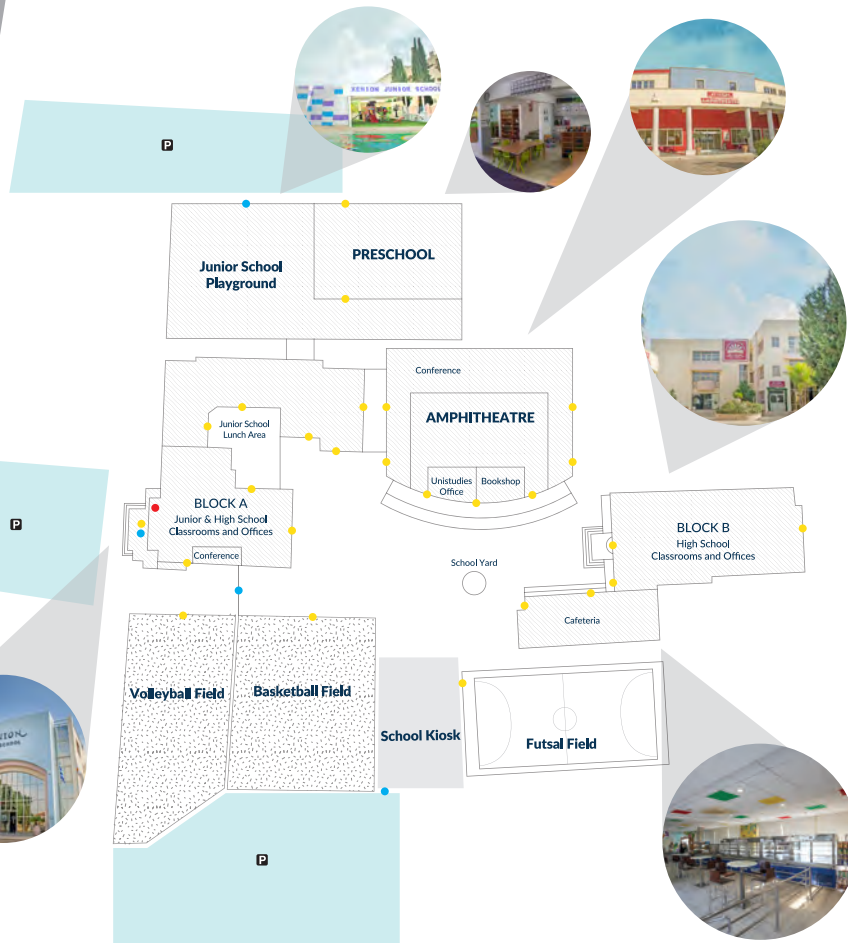 XENION JUNIOR SCHOOL
P
PRESCHOOL
Junior School
Playground
Conference
AMPHITHEATRE
Junior School
Lunch Area
Unistudies
Office
Bookshop
BLOCK A
Junior & High School
Classrooms and Offices
Conference
P
BLOCK B
High School
Classrooms and Offices
School Yard
Cafeteria
Volleyball Field
Basketball Field
School Kiosk
Futsal Field
P